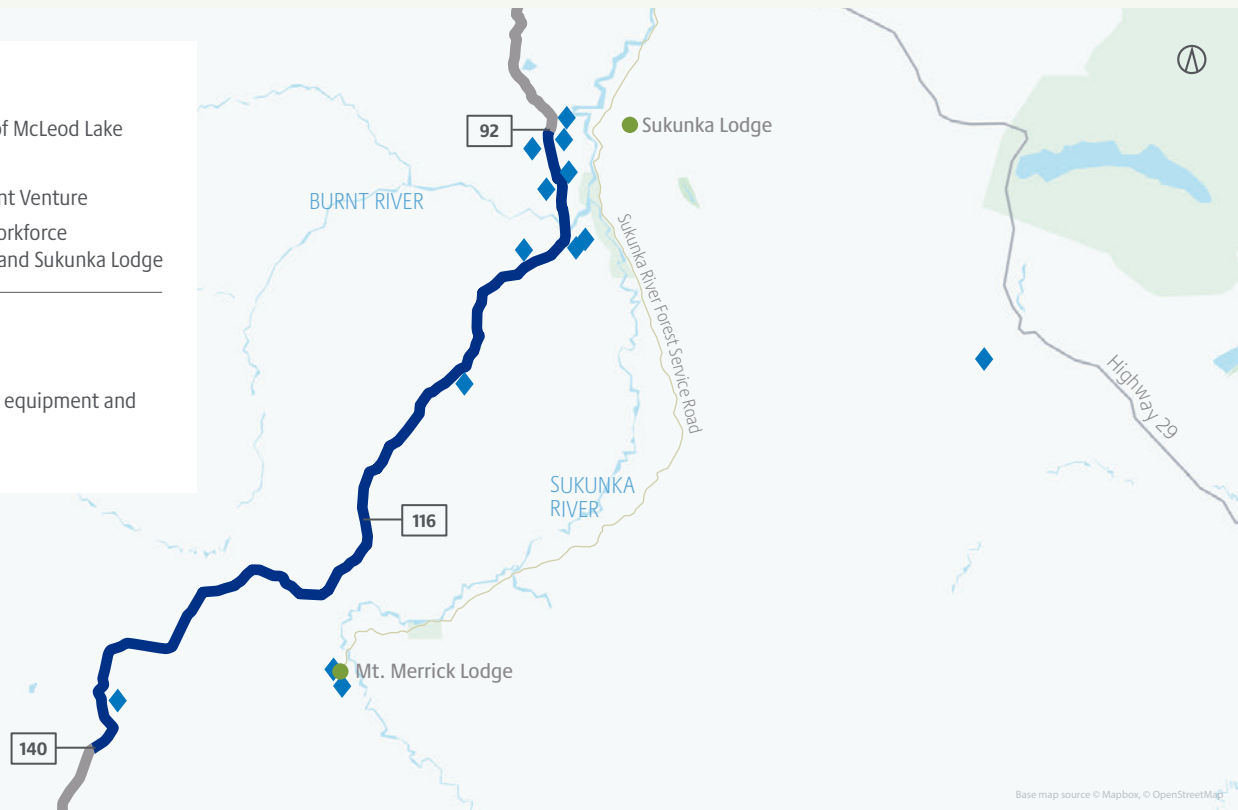 of McLeod Lake
nt Venture
orkforce
and Sukunka Lodge
equipment and
92
Sukunka Lodge
BURNT RIVER
Sukunka River Forest Service Road
Highway 29
SUKUNKA
RIVER
116
Mt. Merrick Lodge
140
Base map source © Mapbox, © OpenStreetMap